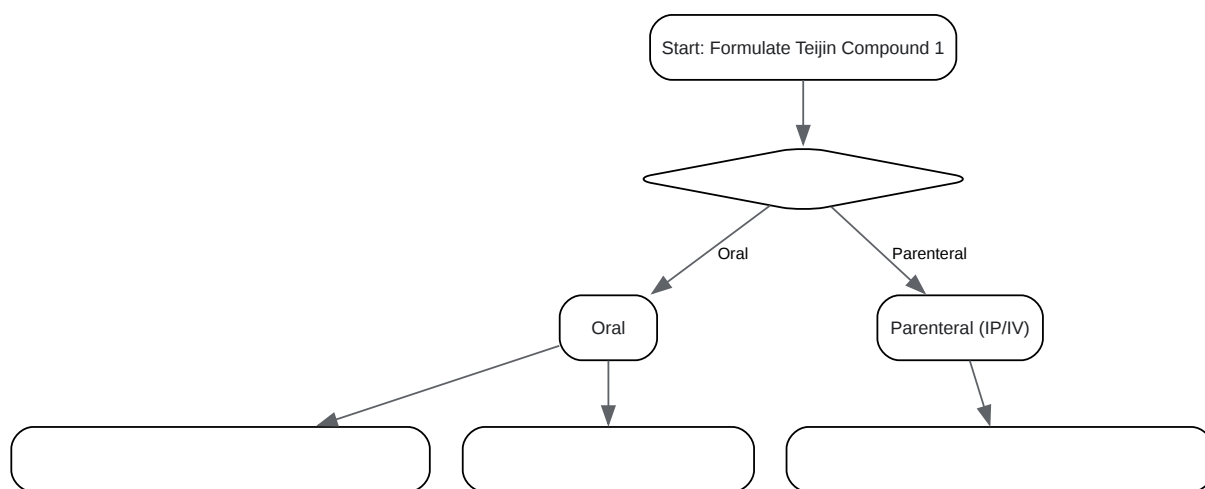 Start: Formulate Teijin Compound 1
Oral
Parenteral
Oral
Parenteral (IP/IV)